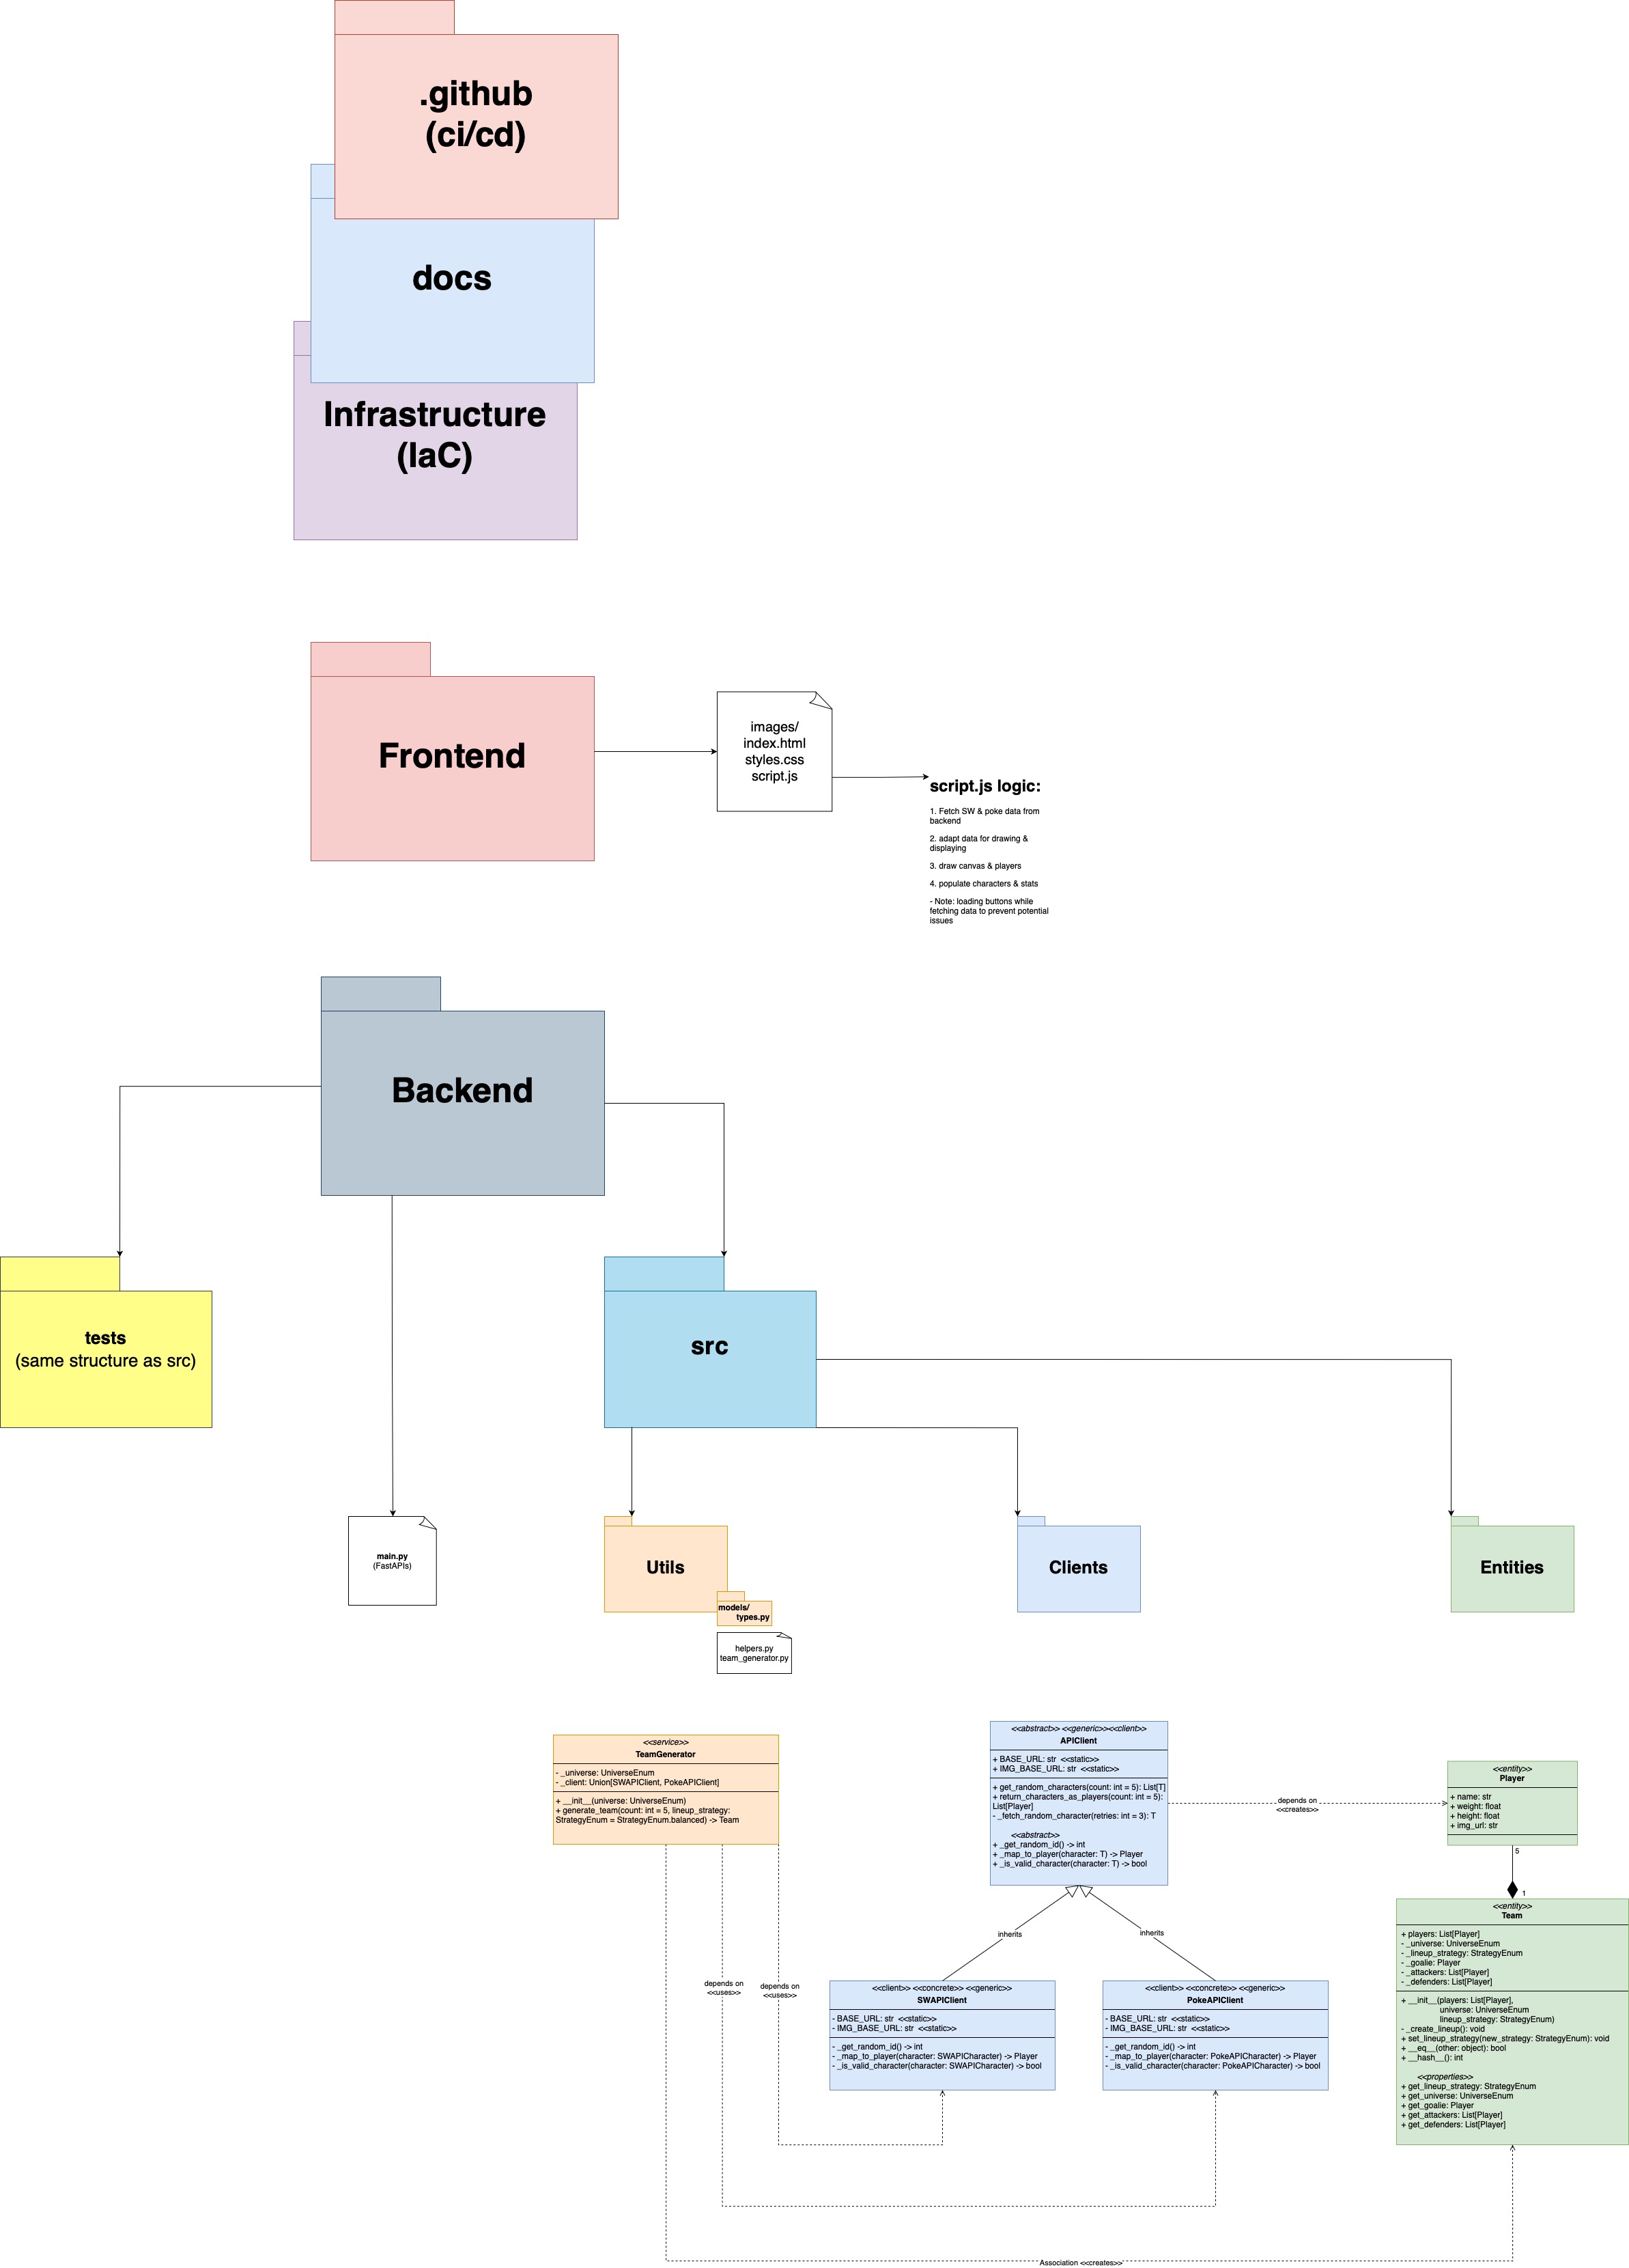 .github
(ci/cd)
docs
Infrastructure
(IaC)
Frontend
images/
index.html
styles.css
script.js
script.js logic:
1. Fetch SW & poke data from
backend
2. adapt data for drawing &
displaying
3. draw canvas & players
4. populate characters & stats
- Note: loading buttons while
fetching data to prevent potential
issues
Backend
tests
(same structure as src)
src
main.py
(FastAPIs)
Utils
models/
types.py
helpers.py
team_generator.py
Clients
Entities
<<service>>
TeamGenerator
- _universe: UniverseEnum
- _client: Union[SWAPIClient, PokeAPIClient]
+ __init__(universe: UniverseEnum)
+ generate_team(count: int = 5, lineup_strategy:
StrategyEnum = StrategyEnum.balanced) -> Team
<<abstract>> <<generic>><<client>>
APIClient
+ BASE_URL: str <<static>>
+ IMG_BASE_URL: str <<static>>
+ get_random_characters(count: int = 5): List[T]
+ return_characters_as_players(count: int = 5):
List[Player]
- _fetch_random_character(retries: int = 3): T
<<abstract>>
+ _get_random_id() -> int
+ _map_to_player(character: T) -> Player
+ _is_valid_character(character: T) -> bool
depends on
<<creates>>
<<entity>>
Player
+ name: str
+ weight: float
+ height: float
+ img_url: str
5
1
inherits
inherits
<<entity>>
Team
+ players: List[Player]
- _universe: UniverseEnum
- _lineup_strategy: StrategyEnum
- _goalie: Player
- _attackers: List[Player]
- _defenders: List[Player]
+ __init__(players: List[Player],
universe: UniverseEnum
lineup_strategy: StrategyEnum)
- _create_lineup(): void
+ set_lineup_strategy(new_strategy: StrategyEnum): void
+ __eq__(other: object): bool
+ __hash__(): int
<<properties>>
+ get_lineup_strategy: StrategyEnum
+ get_universe: UniverseEnum
+ get_goalie: Player
+ get_attackers: List[Player]
+ get_defenders: List[Player]
depends on
<<uses>>
depends on
<<uses>>
<<client>> <<concrete>> <<generic>>
SWAPIClient
- BASE_URL: str <<static>>
- IMG_BASE_URL: str <<static>>
- _get_random_id() -> int
- _map_to_player(character: SWAPICharacter) -> Player
- _is_valid_character(character: SWAPICharacter) -> bool
<<client>> <<concrete>> <<generic>>
PokeAPIClient
- BASE_URL: str <<static>>
- IMG_BASE_URL: str <<static>>
- _get_random_id() -> int
- _map_to_player(character: PokeAPICharacter) -> Player
- _is_valid_character(character: PokeAPICharacter) -> bool
Association <<creates>>